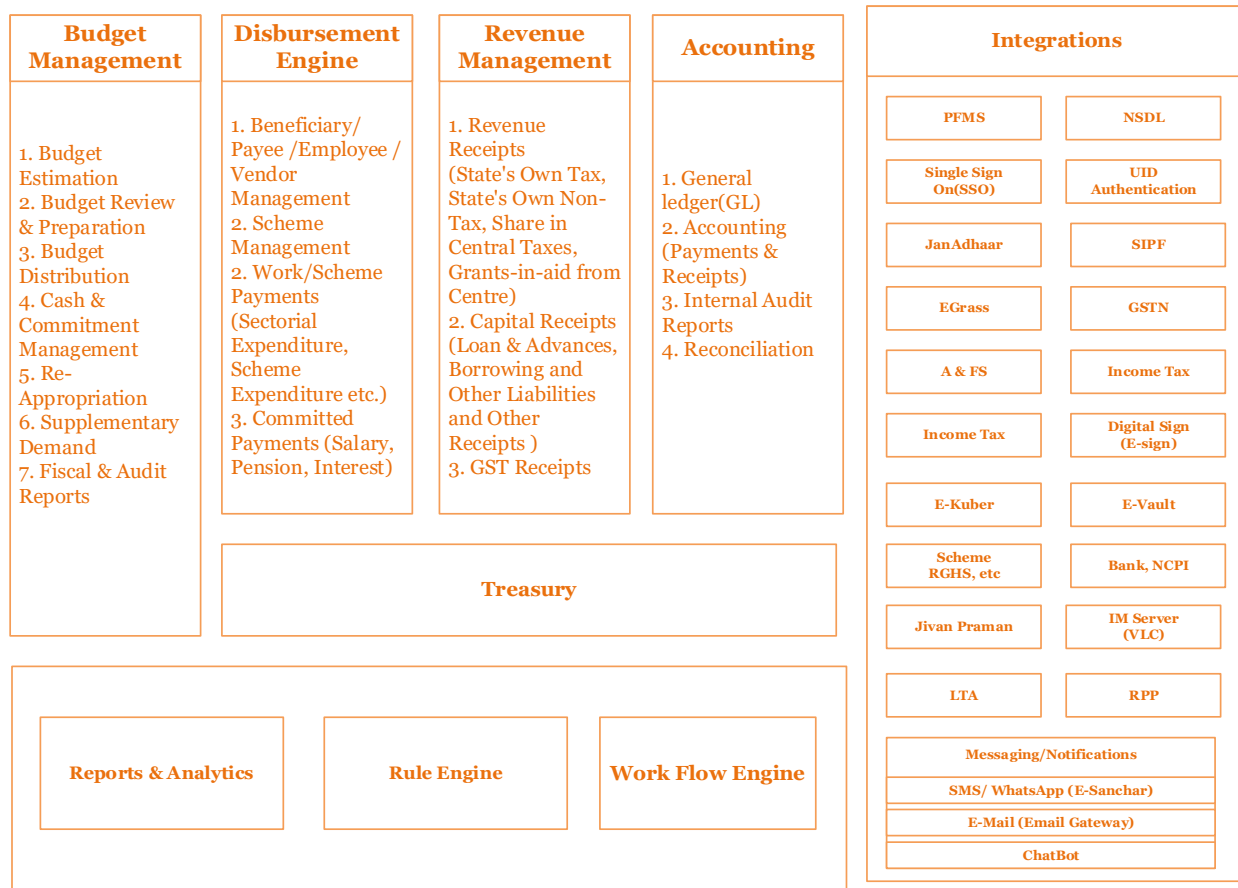 Budget
Management
1. Budget
Estimation
2. Budget Review
& Preparation
3. Budget
Distribution
4. Cash &
Commitment
Management
5. Re-
Appropriation
6. Supplementary
Demand
7. Fiscal & Audit
Reports
Disbursement
Engine
1. Beneficiary/
Payee /Employee /
Vendor
Management
2. Scheme
Management
2. Work/Scheme
Payments
(Sectorial
Expenditure,
Scheme
Expenditure etc.)
3. Committed
Payments (Salary,
Pension, Interest)
Revenue
Management
1. Revenue
Receipts
(State's Own Tax,
State's Own Non-
Tax, Share in
Central Taxes,
Grants-in-aid from
Centre)
2. Capital Receipts
(Loan & Advances,
Borrowing and
Other Liabilities
and Other
Receipts )
3. GST Receipts
Accounting
1. General
ledger(GL)
2. Accounting
(Payments &
Receipts)
3. Internal Audit
Reports
4. Reconciliation
Treasury
Reports & Analytics
Rule Engine
Work Flow Engine
Integrations
PFMS
NSDL
Single Sign
On(SSO)
UID
Authentication
JanAdhaar
SIPF
EGrass
GSTN
A & FS
Income Tax
Income Tax
Digital Sign
(E-sign)
E-Kuber
E-Vault
Scheme
RGHS, etc
Bank, NCPI
Jivan Praman
IM Server
(VLC)
LTA
RPP
Messaging/Notifications
SMS/ WhatsApp (E-Sanchar)
E-Mail (Email Gateway)
ChatBot